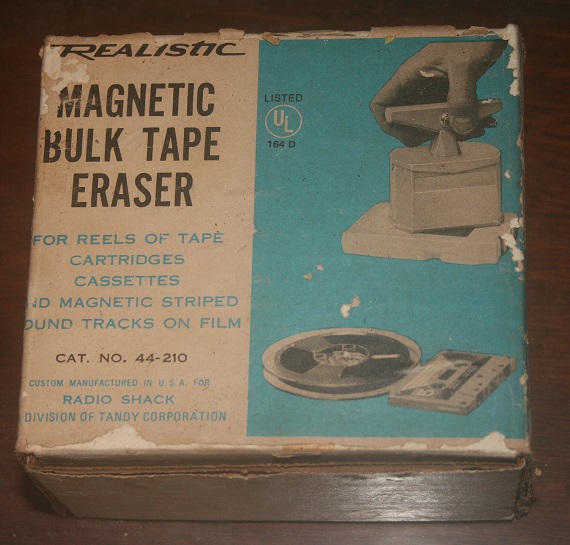 REALISTIC
MAGNETIC
BULK TAPE
ERASER
LISTED
UL
164 D
FOR REELS OF TAPE
CARTRIDGES
CASSETTES
ND MAGNETIC STRIPED
OUND TRACKS ON FILM
CAT. NO. 44-210
CUSTOM MANUFACTURED IN U.S.A. FOR
RADIO SHACK
DIVISION OF TANDY CORPORATION